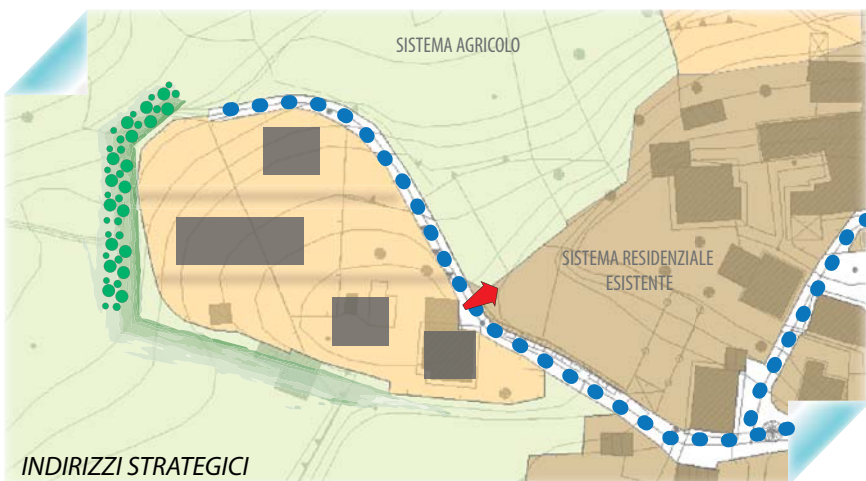 SISTEMA AGRICOLO
SISTEMA RESIDENZIALE
ESISTENTE
INDIRIZZI STRATEGICI